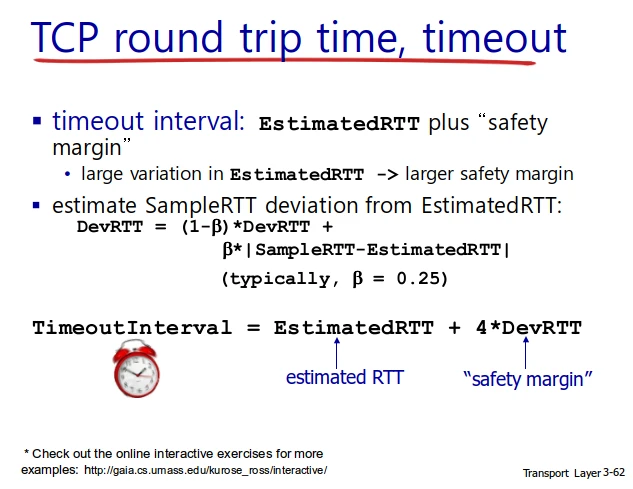 TCP round trip time, timeout
▪ timeout interval: EstimatedRTT plus “safety
margin”
• large variation in EstimatedRTT -> larger safety margin
▪ estimate SampleRTT deviation from EstimatedRTT:
DevRTT = (1-β)*DevRTT +
β*|SampleRTT-EstimatedRTT|
(typically, β = 0.25)
TimeoutInterval = EstimatedRTT + 4*DevRTT
estimated RTT
“safety margin”
* Check out the online interactive exercises for more
examples: http://gaia.cs.umass.edu/kurose_ross/interactive/
Transport Layer 3-62